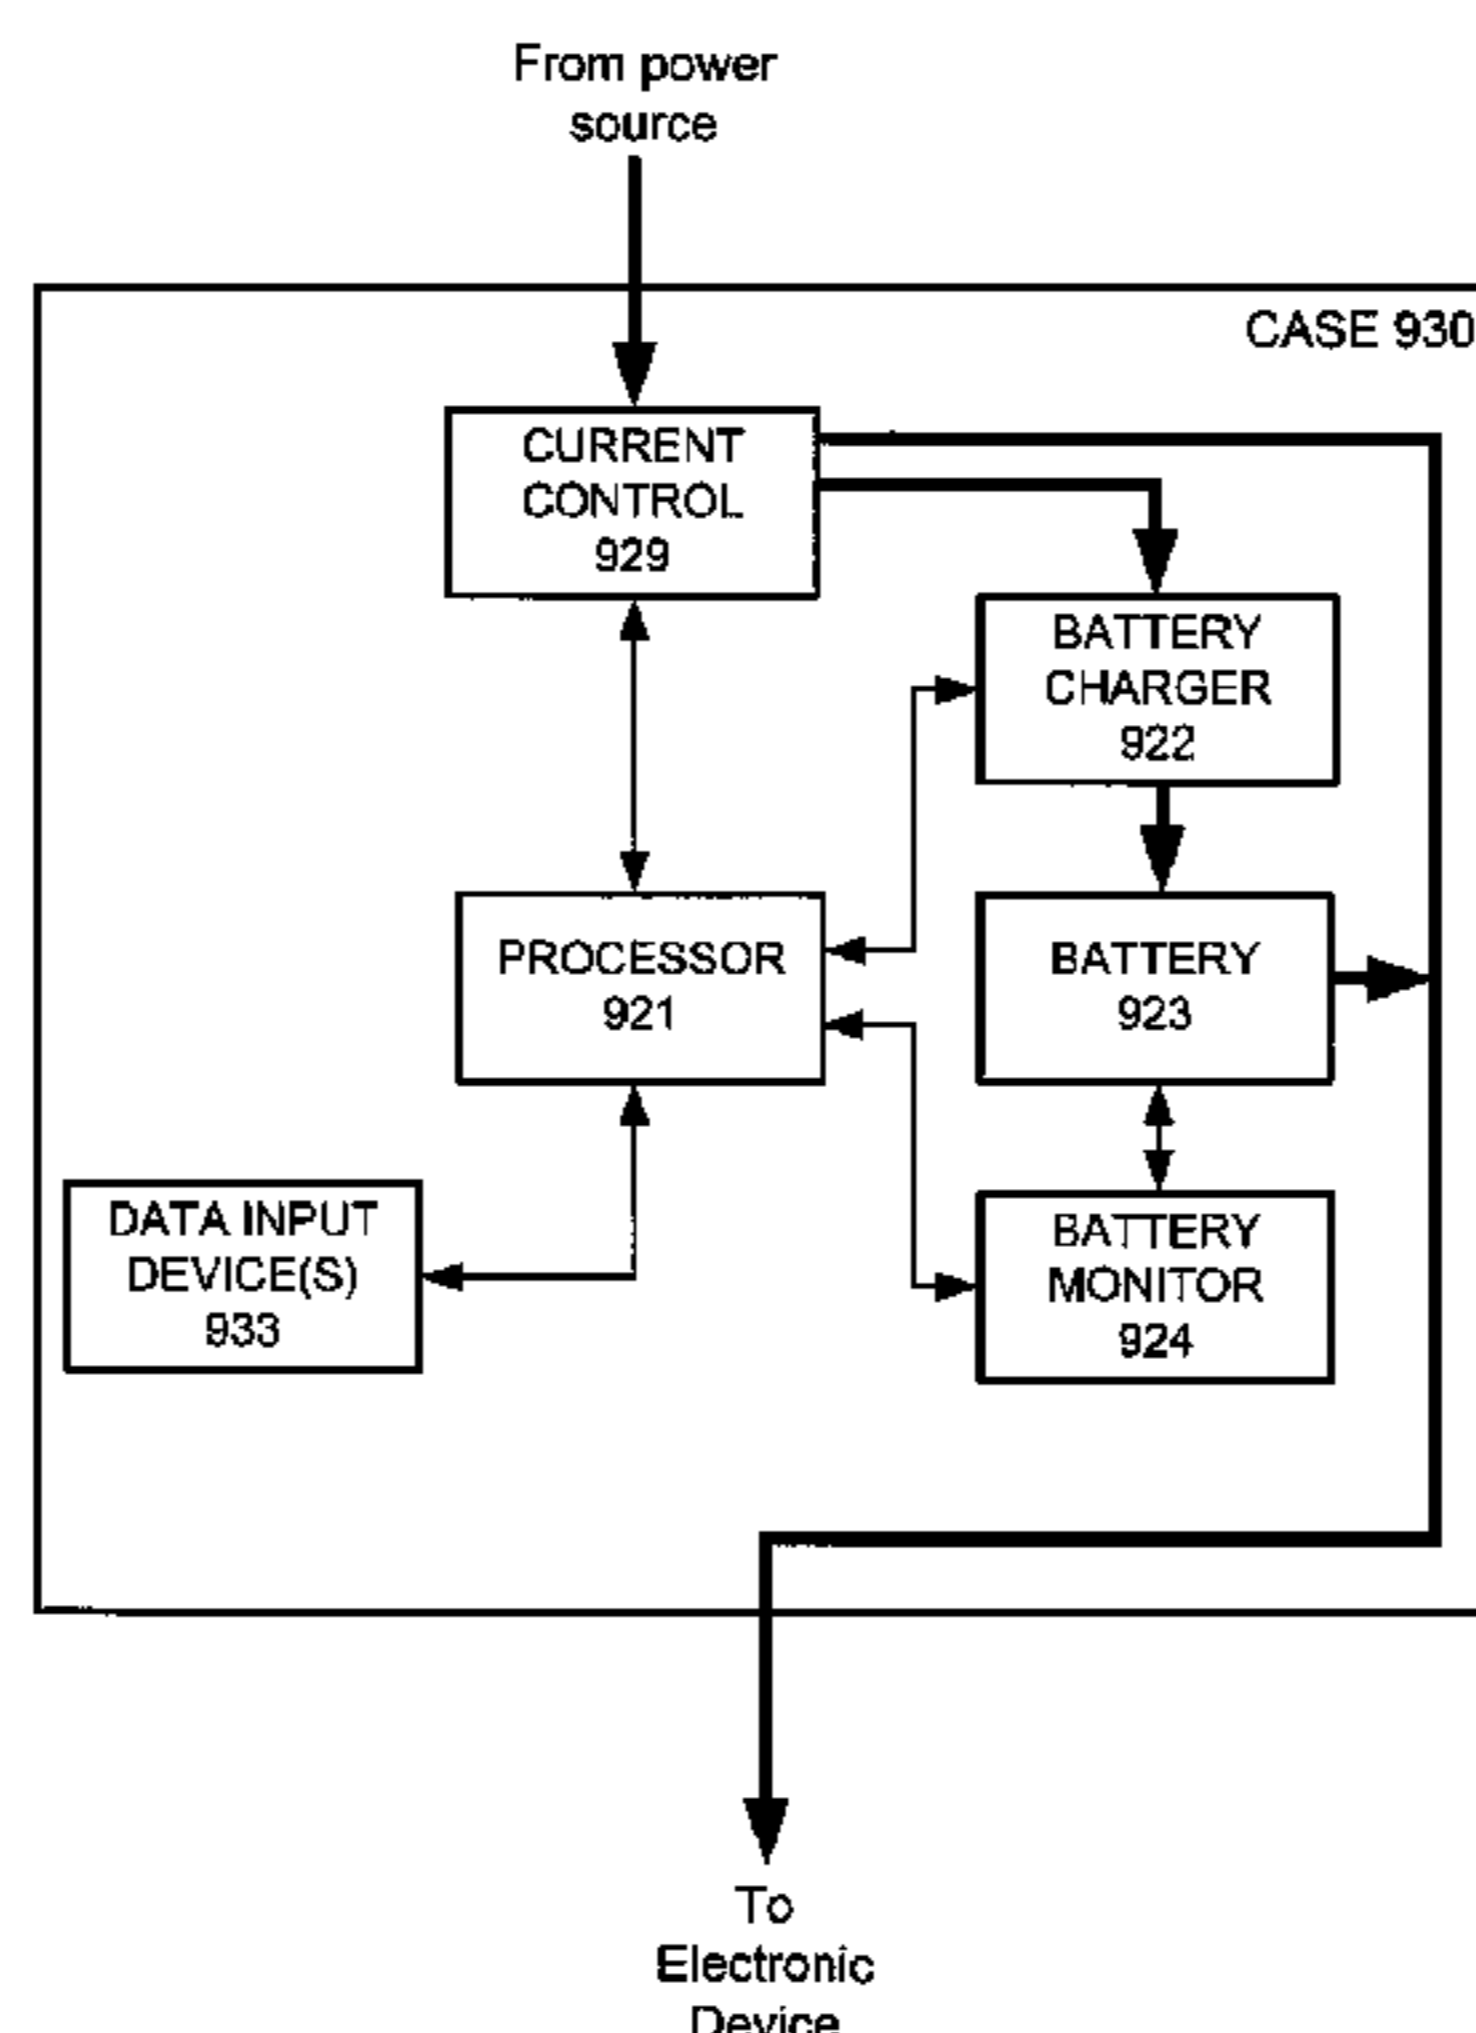 From power
source
CASE 930
CURRENT
CONTROL
929
BATTERY
CHARGER
922
PROCESSOR
921
BATTERY
923
DATA INPUT
DEVICE(S)
933
BATTERY
MONITOR
924
To
Electronic
Device